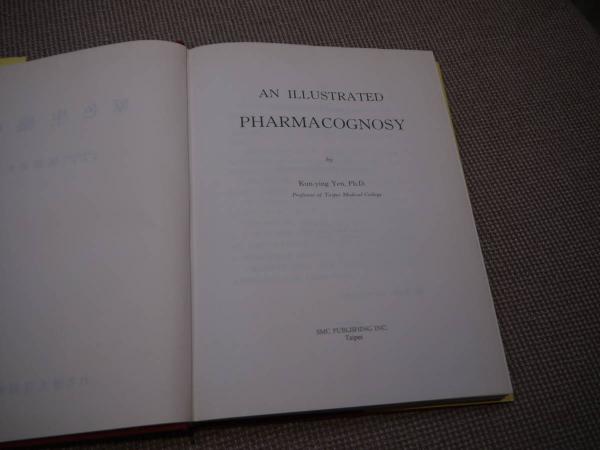 AN ILLUSTRATED
PHARMACOGNOSY
by
Kun-ying Yen, Ph.D.
Professor of Taipei Medical College
SMC PUBLISHING INC.
Taipei